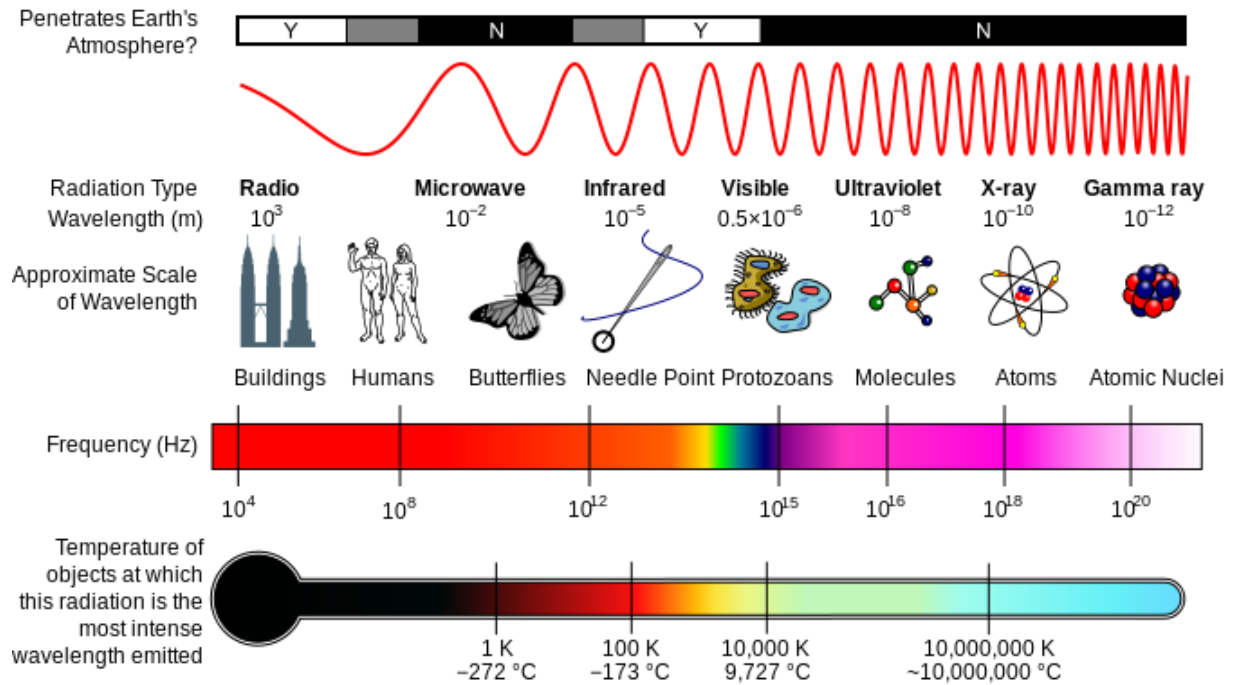 Penetrates Earth's
Atmosphere?
Y N Y N
Radiation Type Radio Microwave Infrared Visible Ultraviolet X-ray Gamma ray
Wavelength (m) 10³ 10⁻² 10⁻⁵ 0.5×10⁻⁶ 10⁻⁸ 10⁻¹⁰ 10⁻¹²
Approximate Scale
of Wavelength
Buildings Humans Butterflies Needle Point Protozoans Molecules Atoms Atomic Nuclei
Frequency (Hz)
10⁴ 10⁸ 10¹² 10¹⁵ 10¹⁶ 10¹⁸ 10²⁰
Temperature of
objects at which
this radiation is the
most intense
wavelength emitted
1 K 100 K 10,000 K 10,000,000 K
−272 °C −173 °C 9,727 °C ~10,000,000 °C